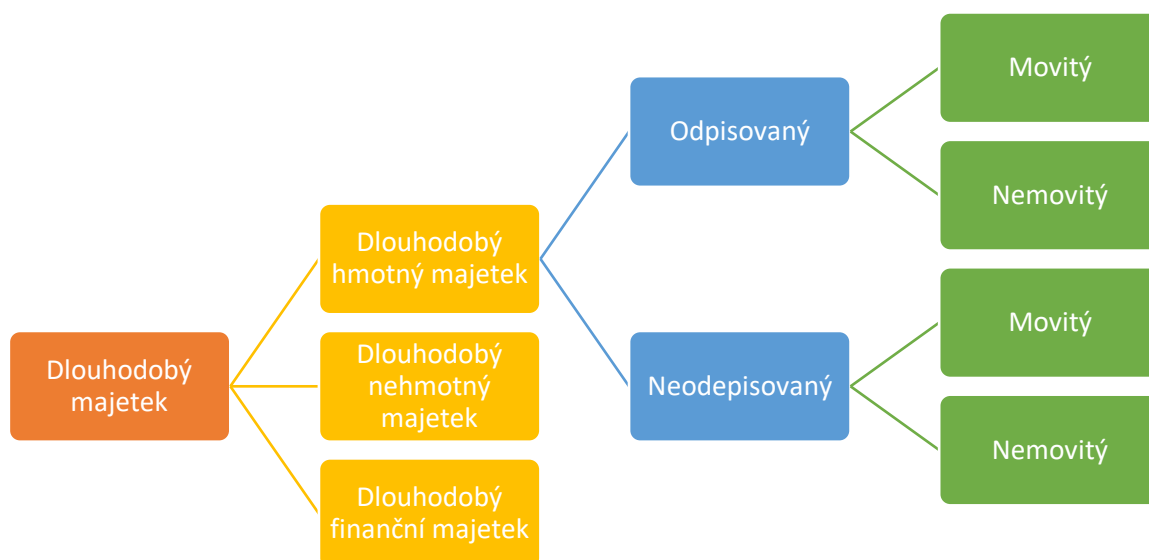 Dlouhodobý
majetek
Dlouhodobý
hmotný majetek
Dlouhodobý
nehmotný
majetek
Dlouhodobý
finanční majetek
Odpisovaný
Neodepisovaný
Movitý
Nemovitý
Movitý
Nemovitý